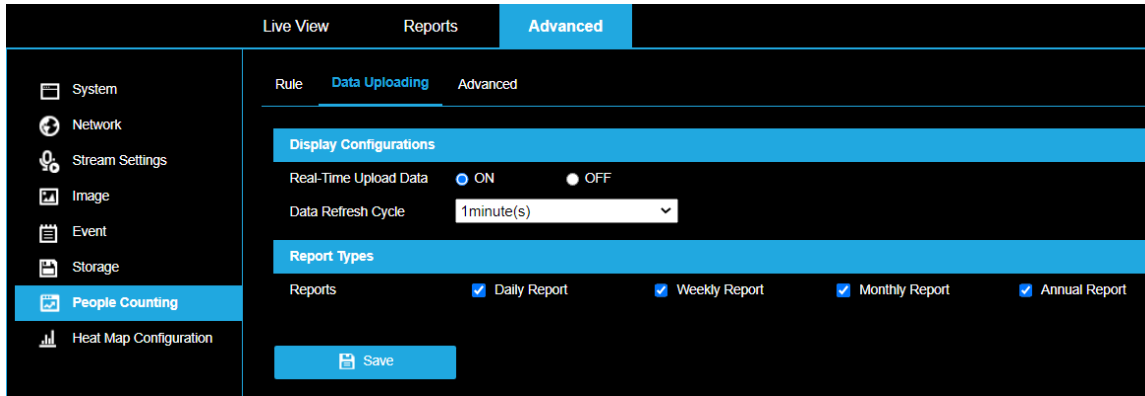 Live View Reports Advanced
System
Network
Stream Settings
Image
Event
Storage
People Counting
Heat Map Configuration
Rule Data Uploading Advanced
Display Configurations
Real-Time Upload Data ON OFF
Data Refresh Cycle 1minute(s)
Report Types
Reports Daily Report Weekly Report Monthly Report Annual Report
Save